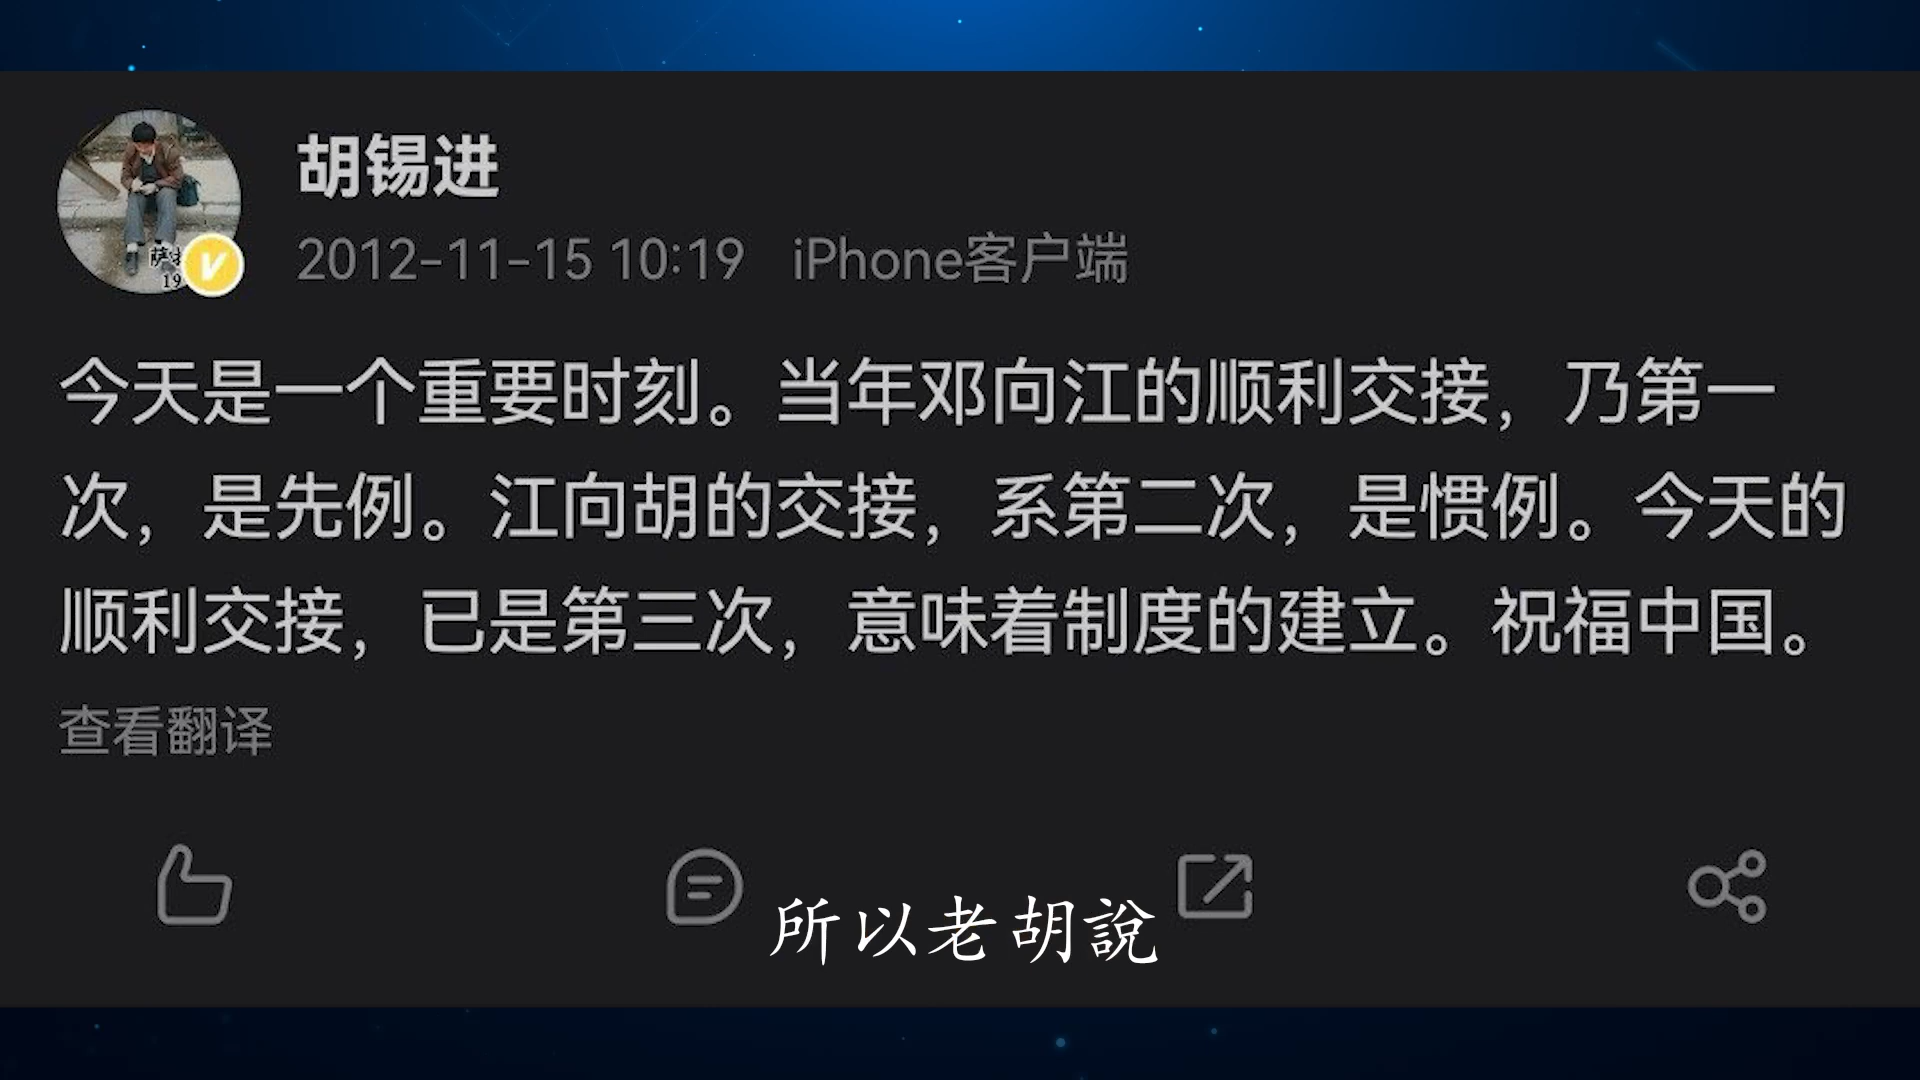 胡锡进
2012-11-15 10:19 iPhone客户端
今天是一个重要时刻。当年邓向江的顺利交接，乃第一
次，是先例。江向胡的交接，系第二次，是惯例。今天的
顺利交接，已是第三次，意味着制度的建立。祝福中国。
查看翻译
所以老胡說